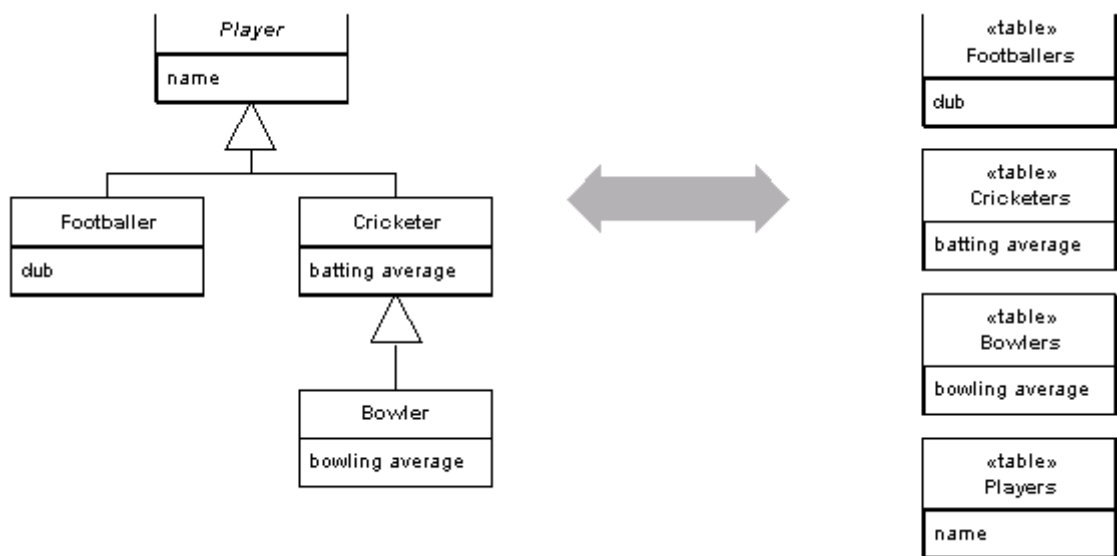 Player
name
Footballer
club
Cricketer
batting average
Bowler
bowling average
«table»
Footballers
club
«table»
Cricketers
batting average
«table»
Bowlers
bowling average
«table»
Players
name